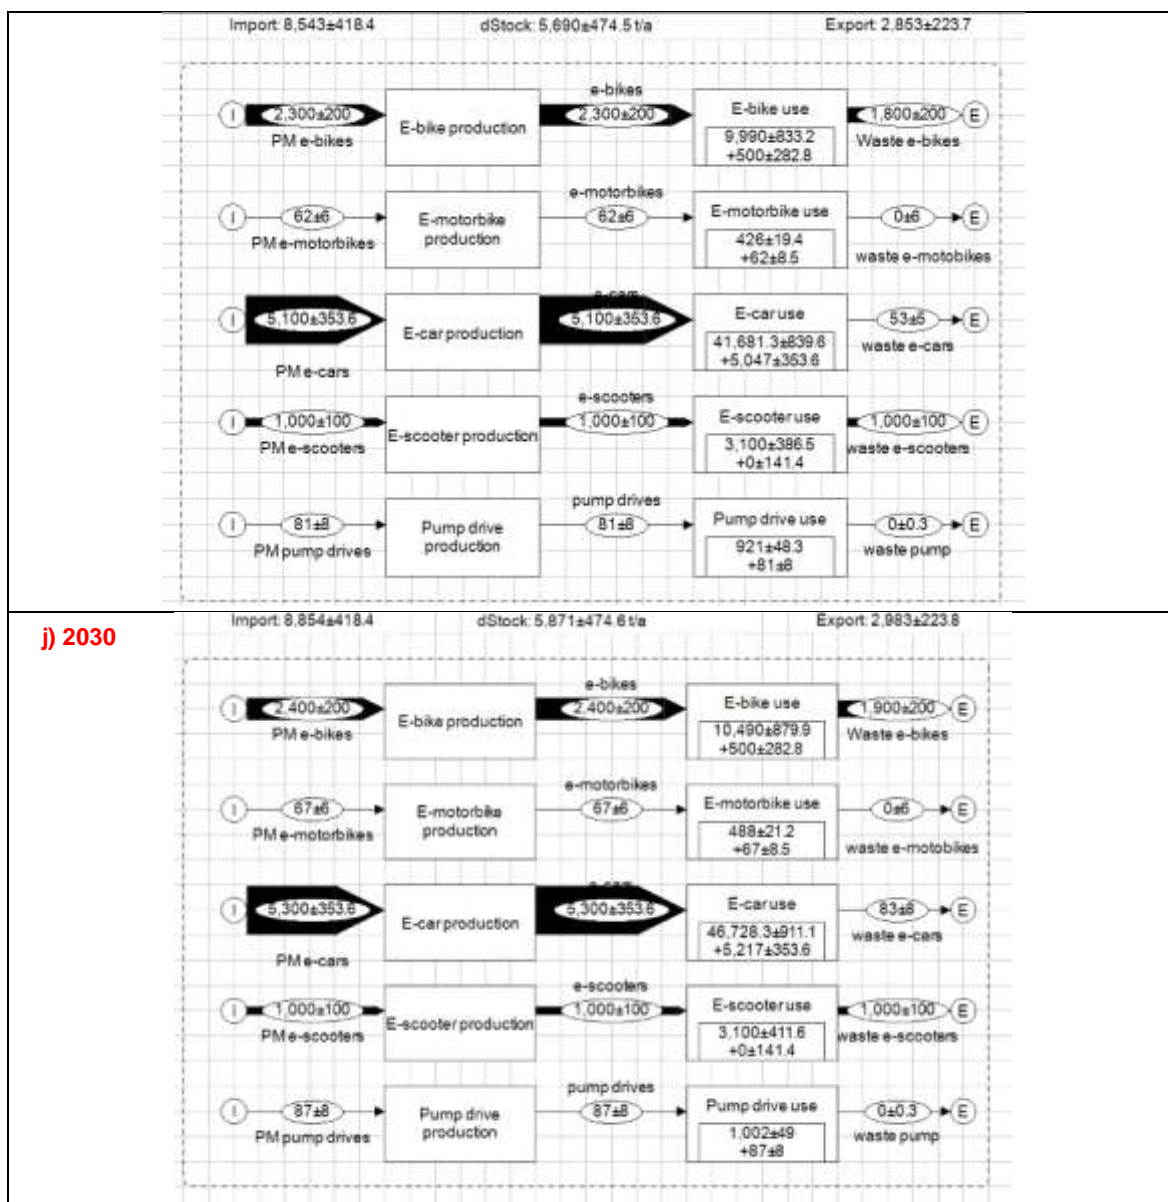 Import: 8,543±418.4 dStock: 5,690±474.5 t/a Export: 2,853±223.7
e-bikes
I 2,300±200 E-bike production 2,300±200 E-bike use 1,800±200 E
PM e-bikes 9,990±833.2 Waste e-bikes
+500±282.8
e-motorbikes
I 62±6 E-motorbike production 62±6 E-motorbike use 0±6 E
PM e-motorbikes 426±19.4 waste e-motobikes
+62±8.5
e-cars
I 5,100±353.6 E-car production 5,100±353.6 E-car use 53±5 E
PM e-cars 41,681.3±839.6 waste e-cars
+5,047±353.6
e-scooters
I 1,000±100 E-scooter production 1,000±100 E-scooter use 1,000±100 E
PM e-scooters 3,100±386.5 waste e-scooters
+0±141.4
pump drives
I 81±8 Pump drive production 81±8 Pump drive use 0±0.3 E
PM pump drives 921±48.3 waste pump
+81±8
j) 2030
Import: 8,854±418.4 dStock: 5,871±474.6 t/a Export: 2,983±223.8
e-bikes
I 2,400±200 E-bike production 2,400±200 E-bike use 1,900±200 E
PM e-bikes 10,490±879.9 Waste e-bikes
+500±282.8
e-motorbikes
I 67±6 E-motorbike production 67±6 E-motorbike use 0±6 E
PM e-motorbikes 488±21.2 waste e-motobikes
+67±8.5
e-cars
I 5,300±353.6 E-car production 5,300±353.6 E-car use 83±8 E
PM e-cars 46,728.3±911.1 waste e-cars
+5,217±353.6
e-scooters
I 1,000±100 E-scooter production 1,000±100 E-scooter use 1,000±100 E
PM e-scooters 3,100±411.6 waste e-scooters
+0±141.4
pump drives
I 87±8 Pump drive production 87±8 Pump drive use 0±0.3 E
PM pump drives 1,002±49 waste pump
+87±8